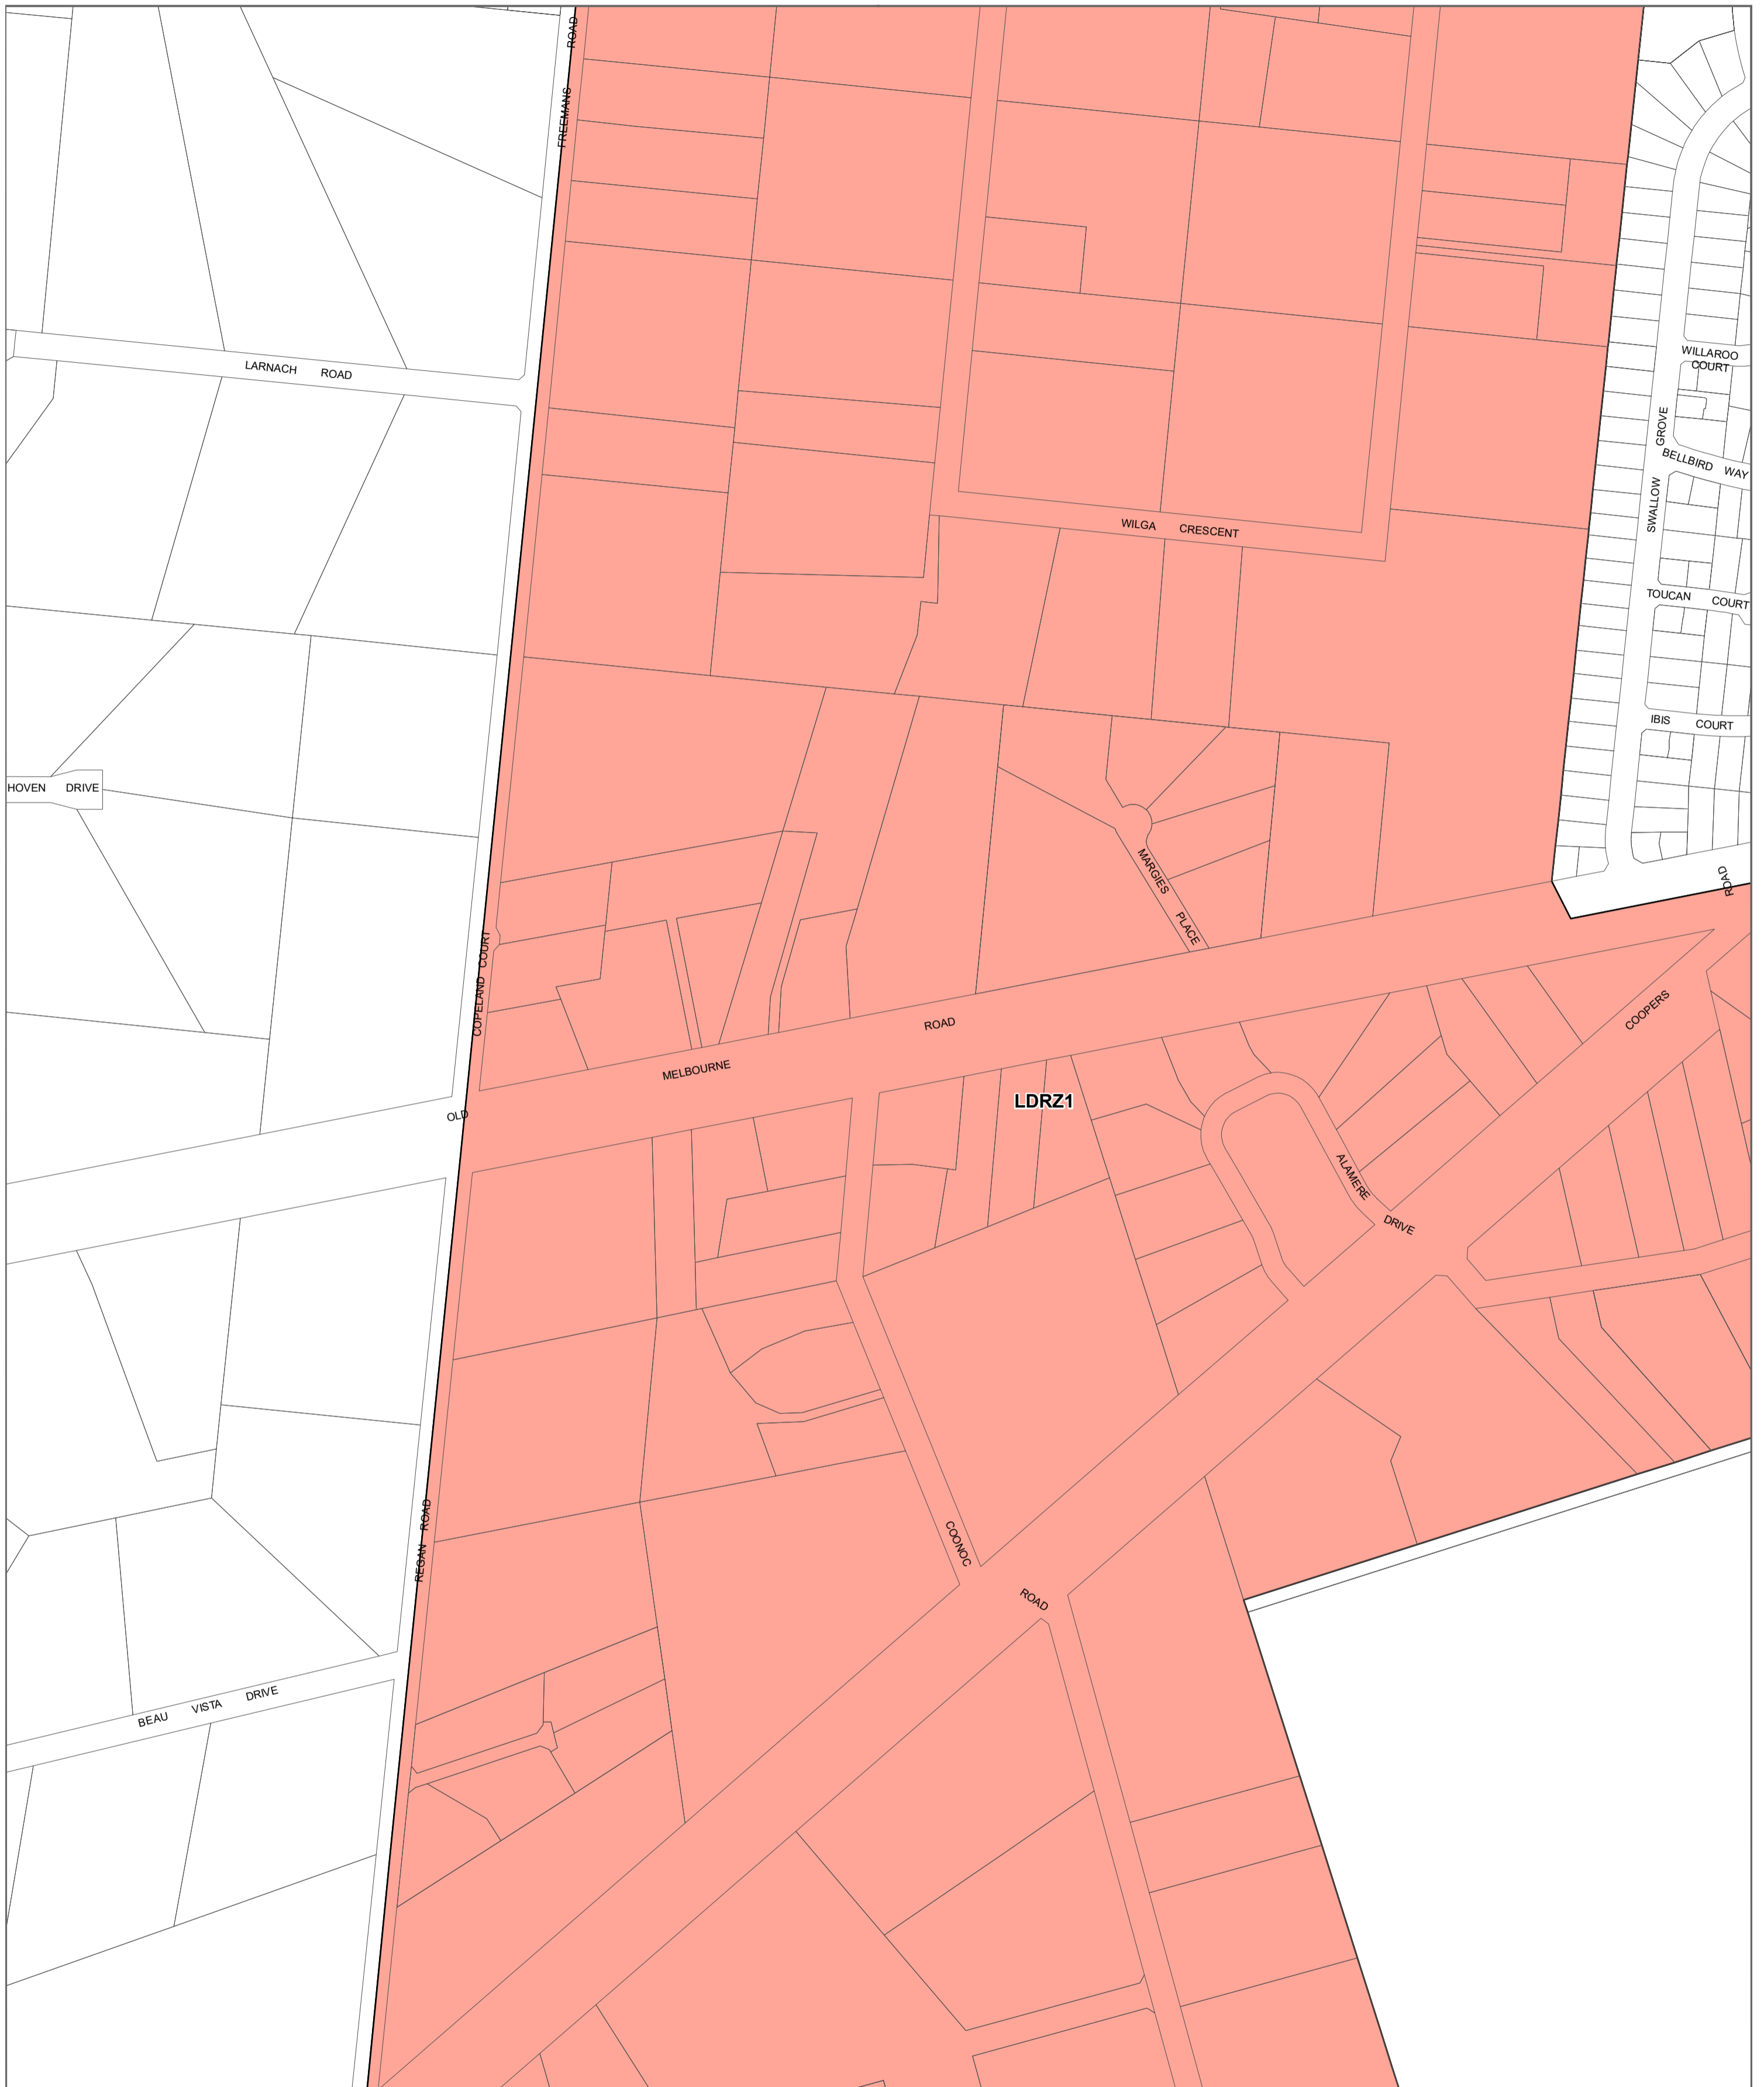 FREEMANS ROAD
LARNACH ROAD
WILLAROO
COURT
SWALLOW GROVE
BELLBIRD WAY
WILGA CRESCENT
TOUCAN COURT
IBIS COURT
HOVEN DRIVE
MARGIES PLACE
ROAD
COPELAND COURT
COOPERS
OLD MELBOURNE ROAD
LDRZ1
ALAMERE DRIVE
REGAN ROAD
COONOC ROAD
BEAU VISTA DRIVE